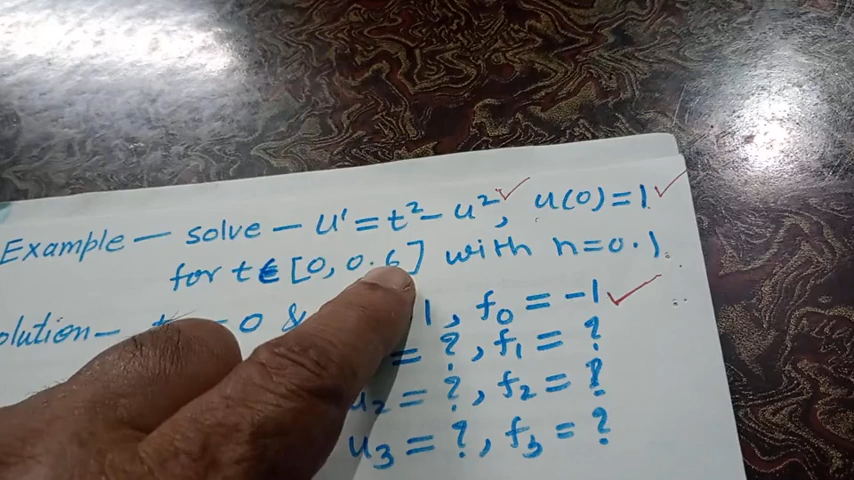 Example — solve — u' = t² - u², u(0)=1
for t∈[0, 0.6] with h=0.1.
0 & 1, f₀ = -1
= ?, f₁ = ?
u₂ = ?, f₂ = ?
u₃ = ?, f₃ = ?